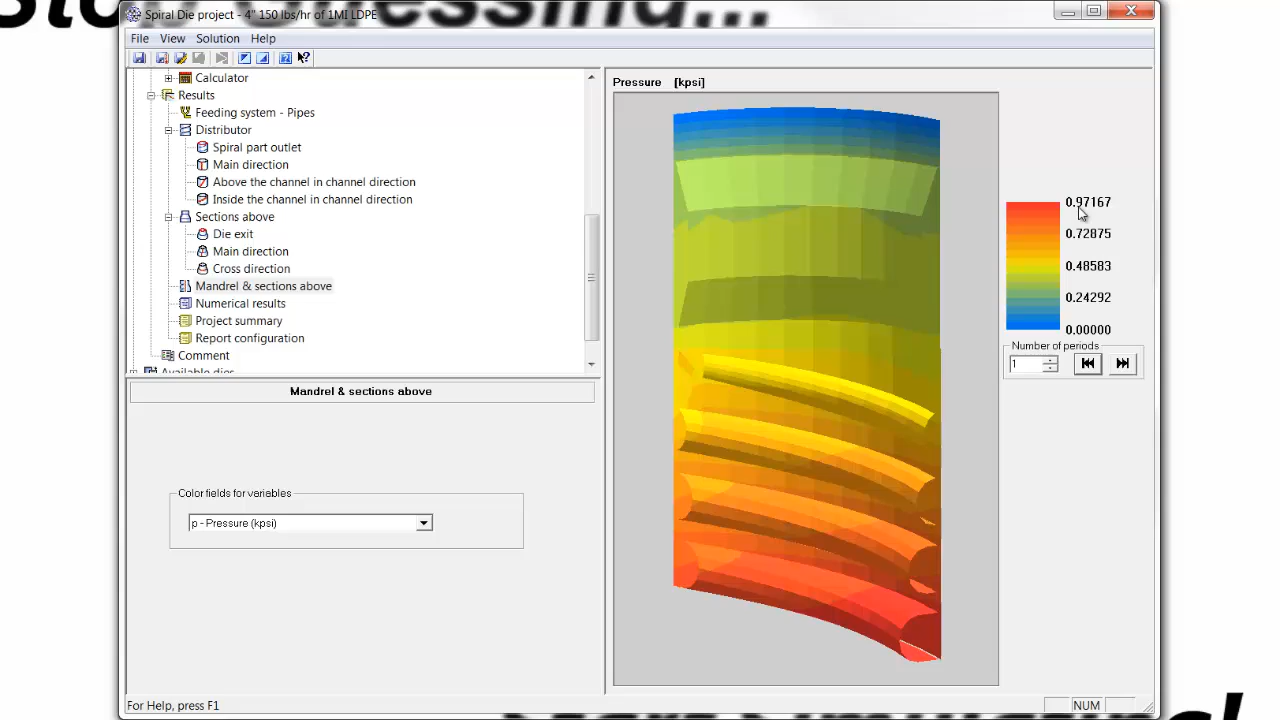 Stop Guessing...
Spiral Die project - 4" 150 lbs/hr of 1MI LDPE
File View Solution Help
Calculator
Results
Feeding system - Pipes
Distributor
Spiral part outlet
Main direction
Above the channel in channel direction
Inside the channel in channel direction
Sections above
Die exit
Main direction
Cross direction
Mandrel & sections above
Numerical results
Project summary
Report configuration
Comment
Available dies
Mandrel & sections above
Color fields for variables
p - Pressure (kpsi)
Pressure [kpsi]
0.97167
0.72875
0.48583
0.24292
0.00000
Number of periods
1
For Help, press F1
NUM